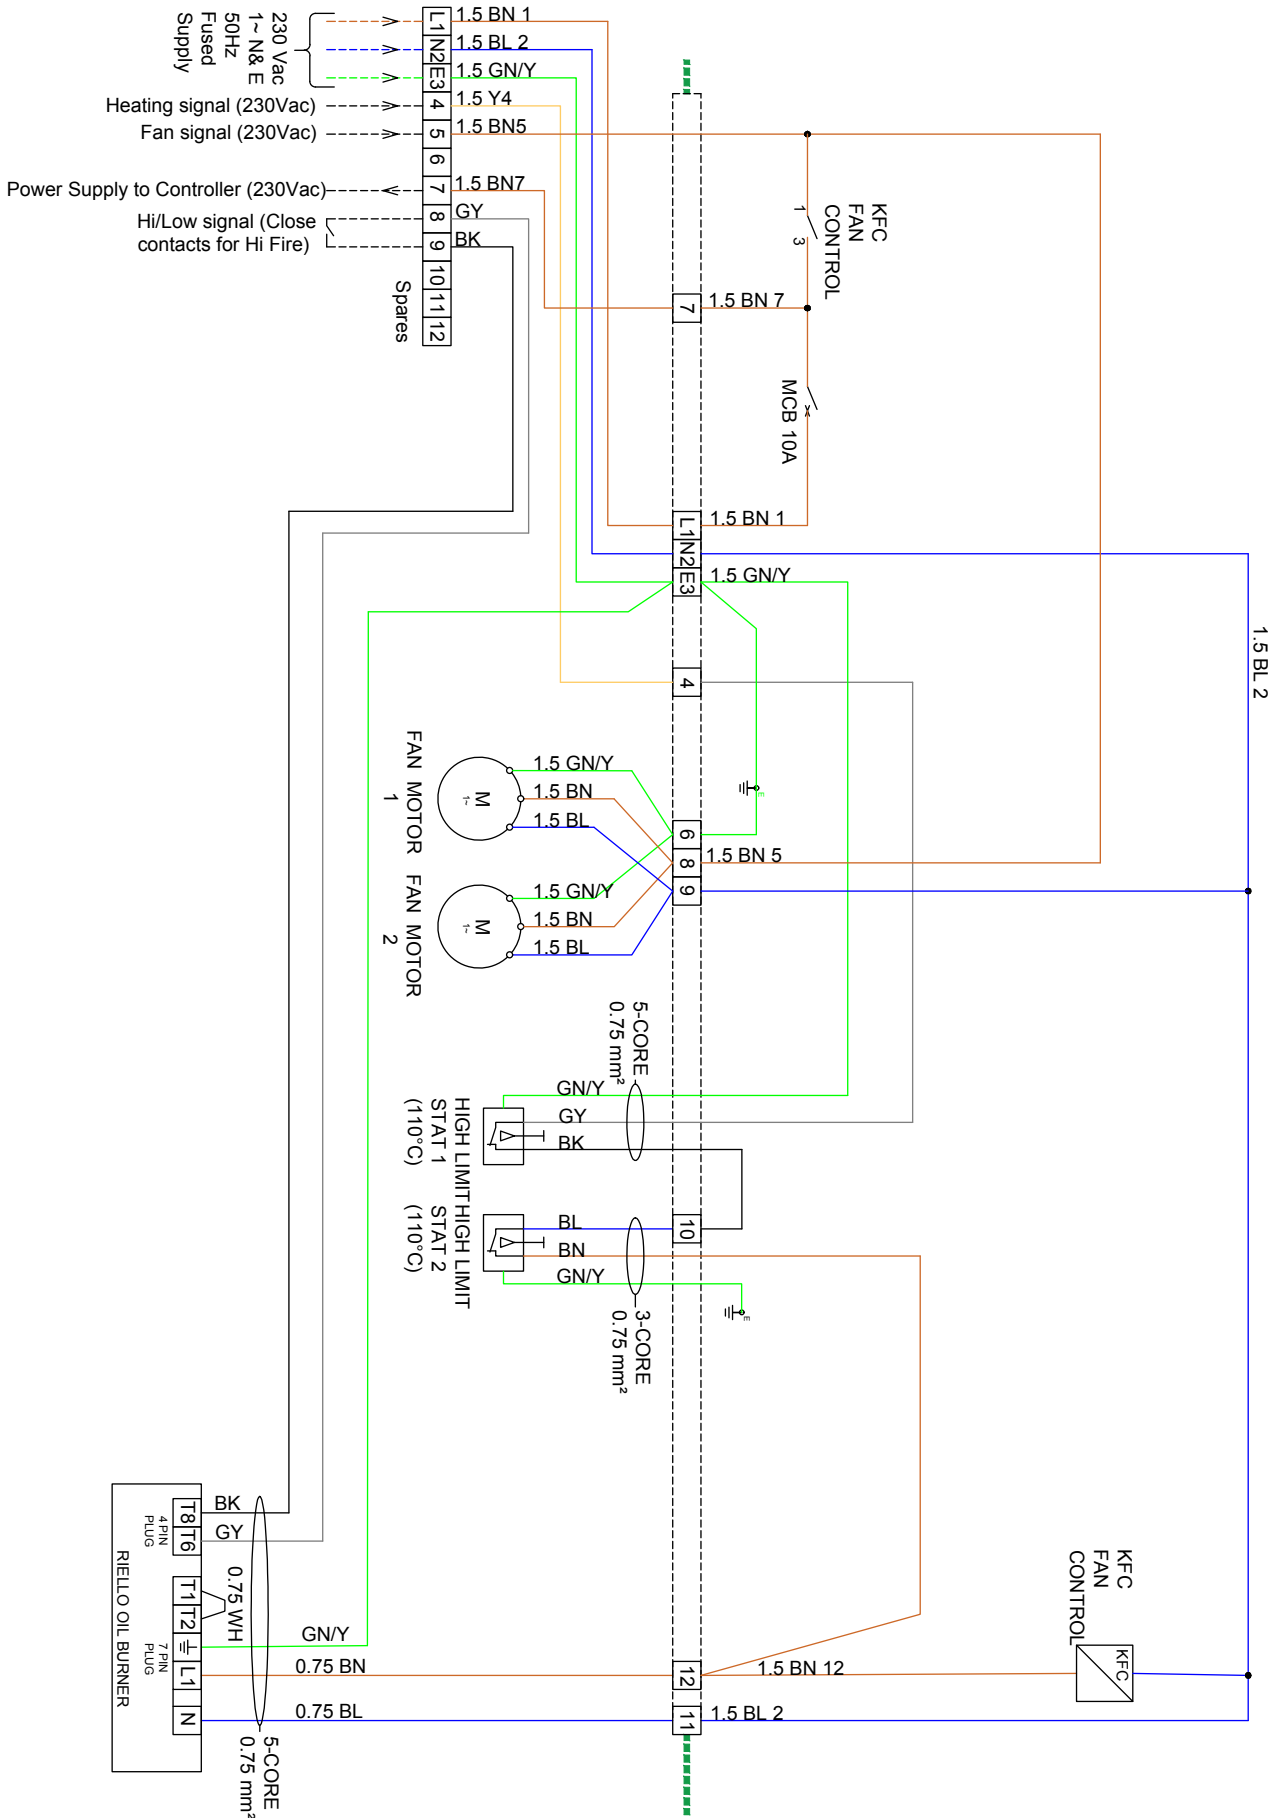 230 Vac
1~ N& E
50Hz
Fused
Supply
Heating signal (230Vac)
Fan signal (230Vac)
Power Supply to Controller (230Vac)
Hi/Low signal (Close
contacts for Hi Fire)
L1
N2
E3
4
5
6
7
8
9
10
11
12
Spares
1.5 BN 1
1.5 BL 2
1.5 GN/Y
1.5 Y4
1.5 BN5
1.5 BN7
GY
BK
KFC
FAN
CONTROL
1
3
7
1.5 BN 7
MCB 10A
L1
N2
E3
1.5 BN 1
1.5 GN/Y
1.5 BL 2
4
FAN MOTOR
1
M
1~
1.5 GN/Y
1.5 BN
1.5 BL
E
6
8
9
1.5 BN 5
FAN MOTOR
2
M
1~
1.5 GN/Y
1.5 BN
1.5 BL
5-CORE
0.75 mm²
GN/Y
GY
BK
HIGH LIMIT
STAT 1
(110°C)
HIGH LIMIT
STAT 2
(110°C)
BL
BN
GN/Y
10
E
3-CORE
0.75 mm²
KFC
FAN
CONTROL
KFC
12
1.5 BN 12
11
1.5 BL 2
T8
T6
4 PIN
PLUG
BK
GY
T1
T2
0.75 WH
7 PIN
PLUG
L1
N
GN/Y
0.75 BN
0.75 BL
RIELLO OIL BURNER
5-CORE
0.75 mm²